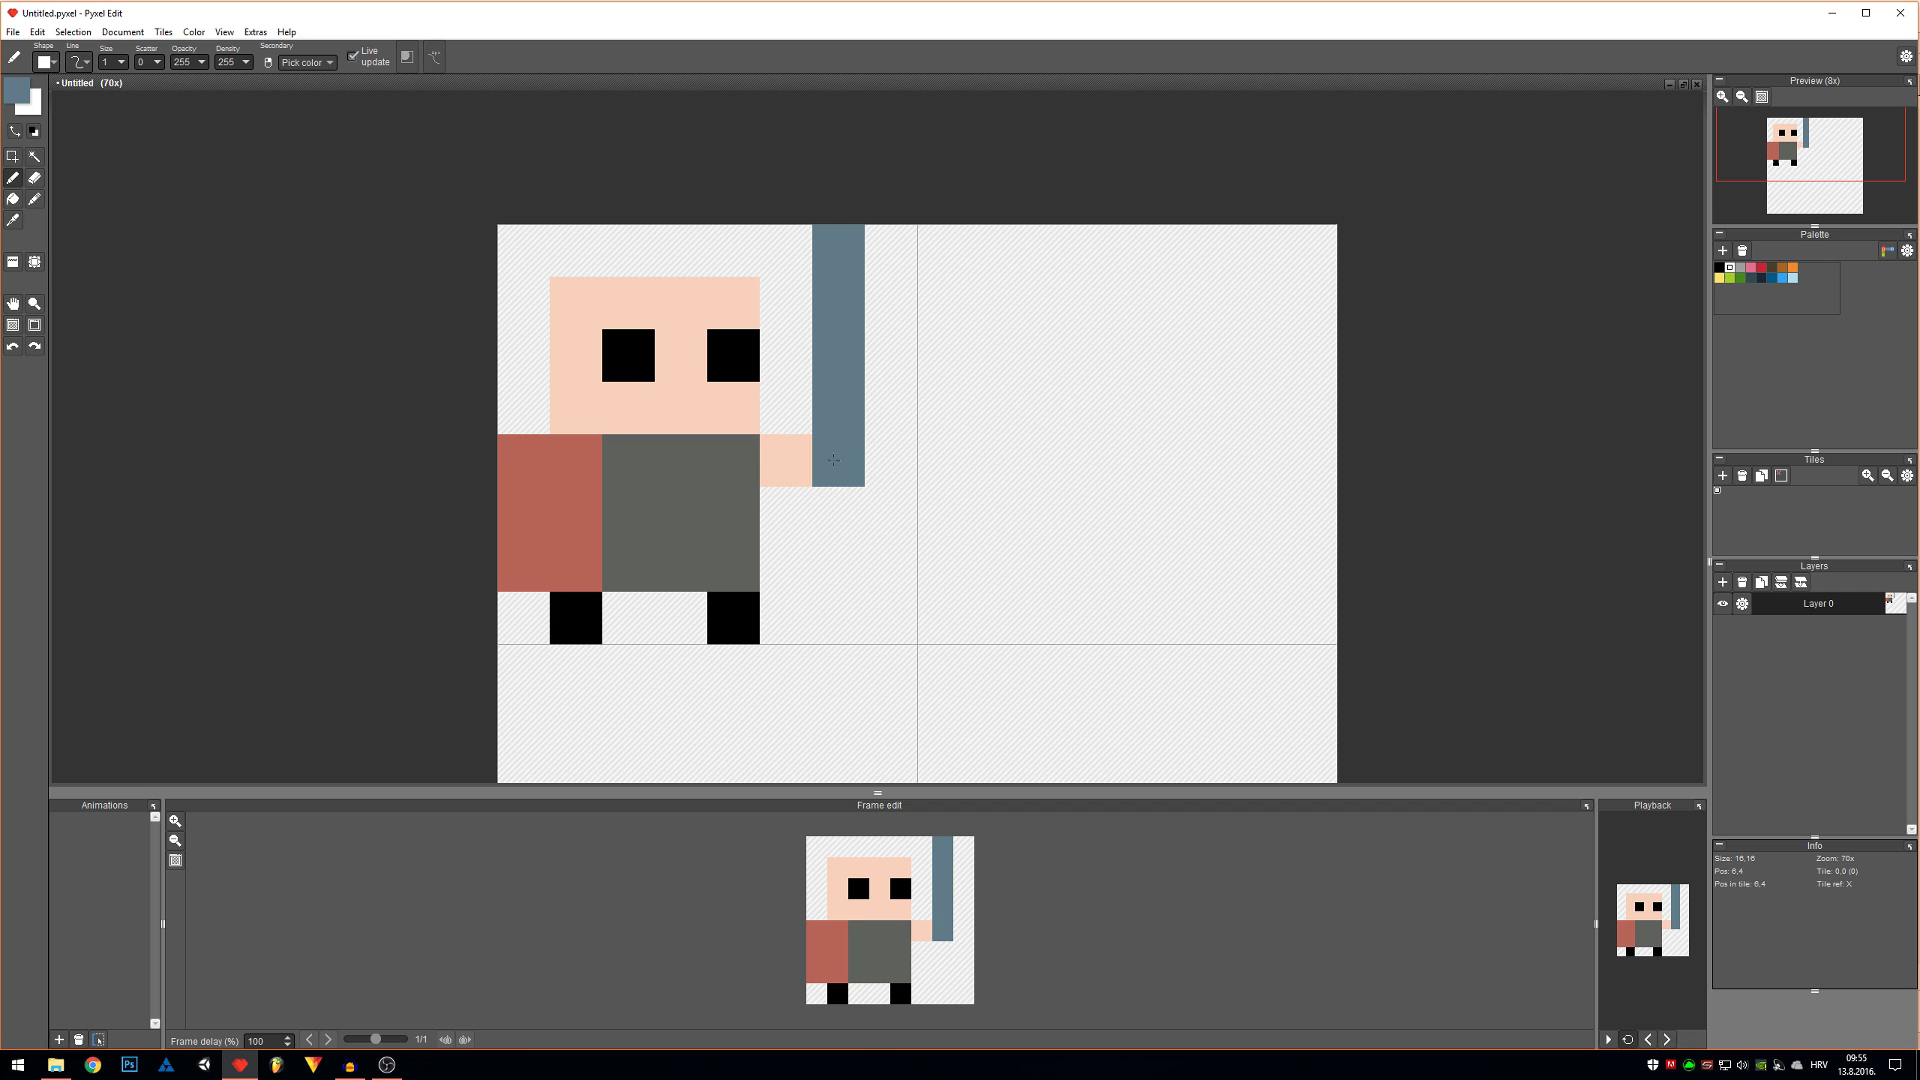 Untitled.pyxel - Pyxel Edit
File Edit Selection Document Tiles Color View Extras Help
Shape Line Size Scatter Opacity Density Secondary
1 0 255 255 Pick color Live update
• Untitled (70x)
Preview (8x)
Palette
Tiles
Layers
Layer 0
Animations
Frame edit
Playback
Info
Size: 16,16 Zoom: 70x
Pos: 6,4 Tile: 0,0 (0)
Pos in tile: 6,4 Tile ref: X
Frame delay (%) 100 1/1
Ps
HRV
09:55
13.8.2016.